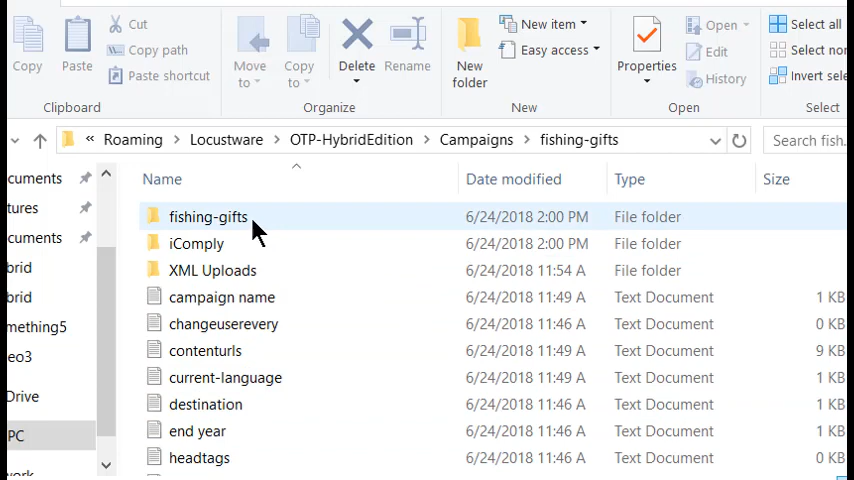 Cut
Copy path
Paste shortcut
Copy
Paste
Clipboard
Move
to
Copy
to
Delete
Rename
Organize
New
folder
New item
Easy access
New
Properties
Open
Edit
History
Open
Select all
Select non
Invert sele
Select
« Roaming > Locustware > OTP-HybridEdition > Campaigns > fishing-gifts
Search fish.
cuments
tures
cuments
brid
brid
mething5
eo3
Drive
PC
work
Name Date modified Type Size
fishing-gifts 6/24/2018 2:00 PM File folder
iComply 6/24/2018 2:00 PM File folder
XML Uploads 6/24/2018 11:54 A File folder
campaign name 6/24/2018 11:49 A Text Document 1 KB
changeuserevery 6/24/2018 11:46 A Text Document 0 KB
contenturls 6/24/2018 11:49 A Text Document 9 KB
current-language 6/24/2018 11:49 A Text Document 1 KB
destination 6/24/2018 11:46 A Text Document 1 KB
end year 6/24/2018 11:46 A Text Document 1 KB
headtags 6/24/2018 11:46 A Text Document 0 KB